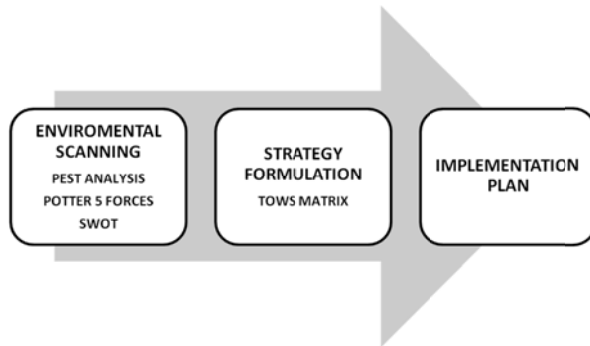 ENVIROMENTAL
SCANNING
PEST ANALYSIS
POTTER 5 FORCES
SWOT
STRATEGY
FORMULATION
TOWS MATRIX
IMPLEMENTATION
PLAN